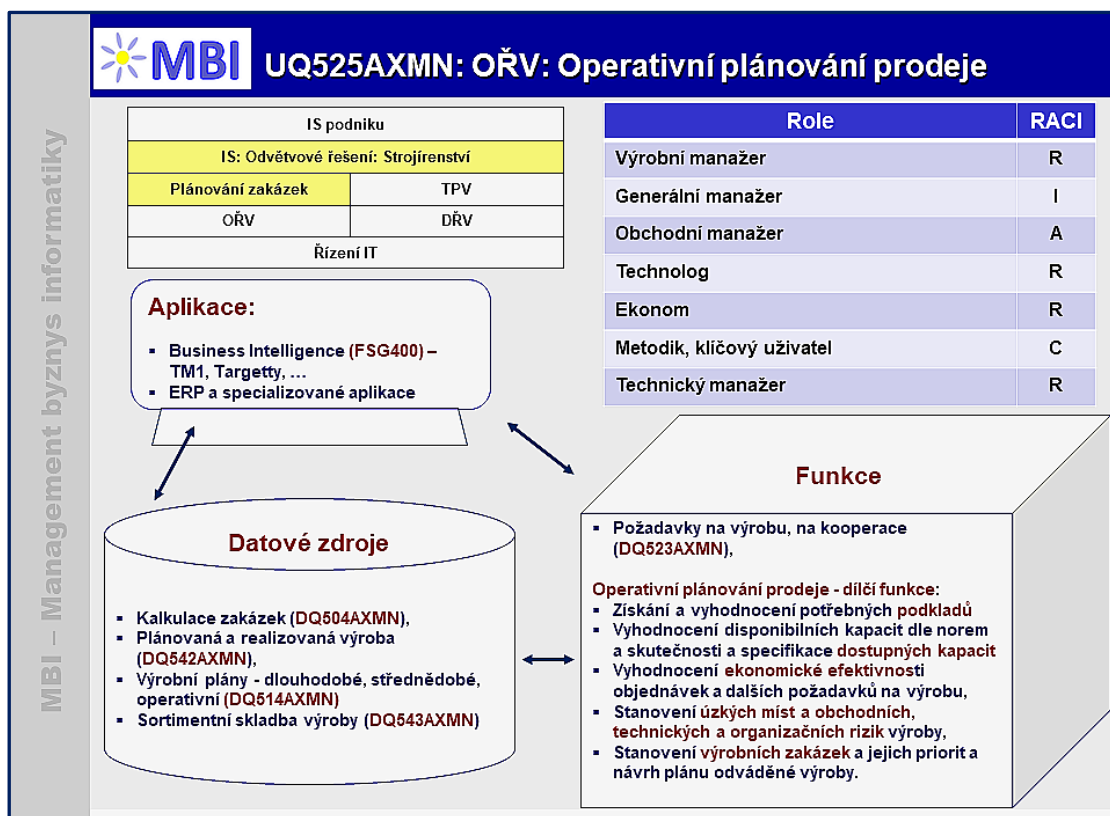 MBI UQ525AXMN: OŘV: Operativní plánování prodeje
MBI – Management byznys informatiky
IS podniku
IS: Odvětvové řešení: Strojírenství
Plánování zakázek TPV
OŘV DŘV
Řízení IT
Role RACI
Výrobní manažer R
Generální manažer I
Obchodní manažer A
Technolog R
Ekonom R
Metodik, klíčový uživatel C
Technický manažer R
Aplikace:
▪ Business Intelligence (FSG400) –
TM1, Targetty, ...
▪ ERP a specializované aplikace
Datové zdroje
▪ Kalkulace zakázek (DQ504AXMN),
▪ Plánovaná a realizovaná výroba
(DQ542AXMN),
▪ Výrobní plány - dlouhodobé, střednědobé,
operativní (DQ514AXMN)
▪ Sortimentní skladba výroby (DQ543AXMN)
Funkce
▪ Požadavky na výrobu, na kooperace
(DQ523AXMN),
Operativní plánování prodeje - dílčí funkce:
▪ Získání a vyhodnocení potřebných podkladů
▪ Vyhodnocení disponibilních kapacit dle norem
a skutečnosti a specifikace dostupných kapacit
▪ Vyhodnocení ekonomické efektivnosti
objednávek a dalších požadavků na výrobu,
▪ Stanovení úzkých míst a obchodních,
technických a organizačních rizik výroby,
▪ Stanovení výrobních zakázek a jejich priorit a
návrh plánu odváděné výroby.